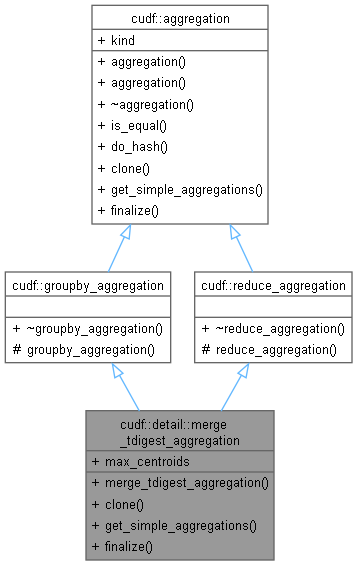 cudf::aggregation
+ kind
+ aggregation()
+ aggregation()
+ ~aggregation()
+ is_equal()
+ do_hash()
+ clone()
+ get_simple_aggregations()
+ finalize()
cudf::groupby_aggregation
+ ~groupby_aggregation()
# groupby_aggregation()
cudf::reduce_aggregation
+ ~reduce_aggregation()
# reduce_aggregation()
cudf::detail::merge
_tdigest_aggregation
+ max_centroids
+ merge_tdigest_aggregation()
+ clone()
+ get_simple_aggregations()
+ finalize()